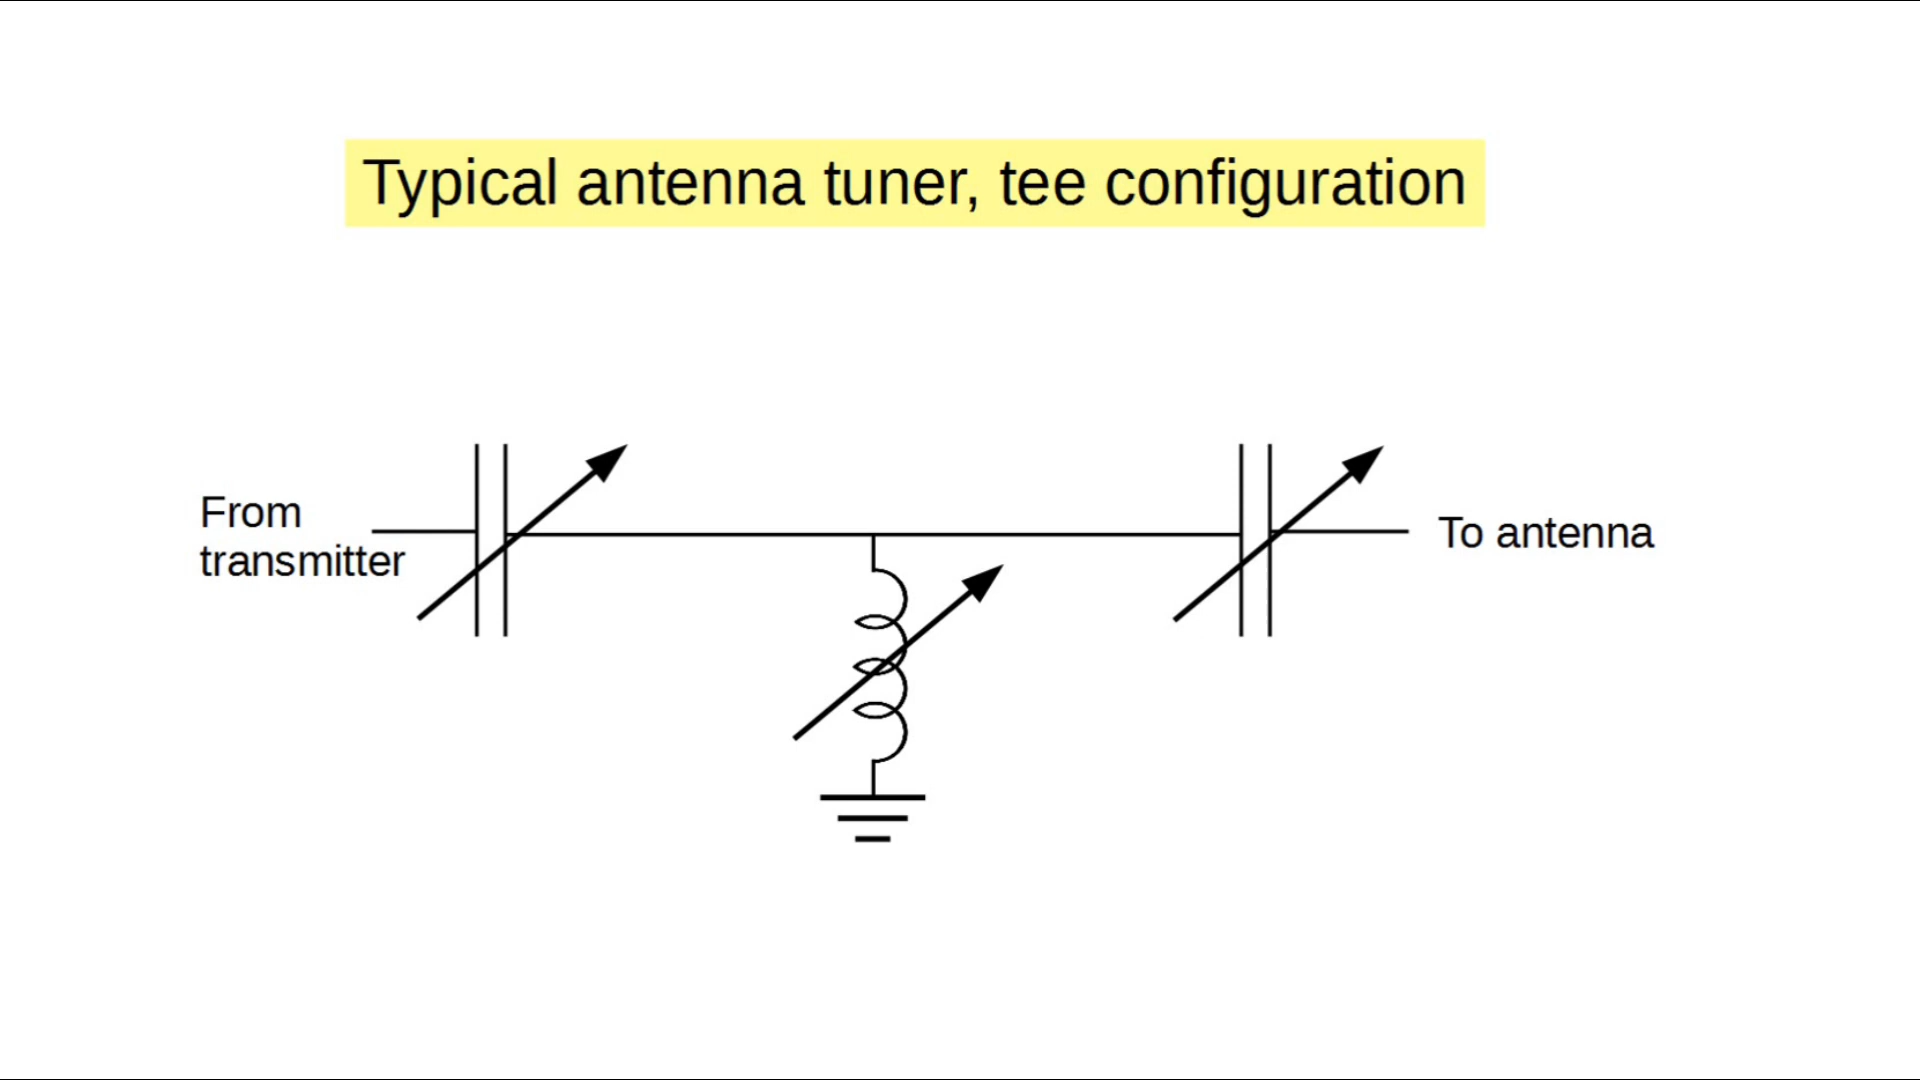 Typical antenna tuner, tee configuration
From
transmitter
To antenna